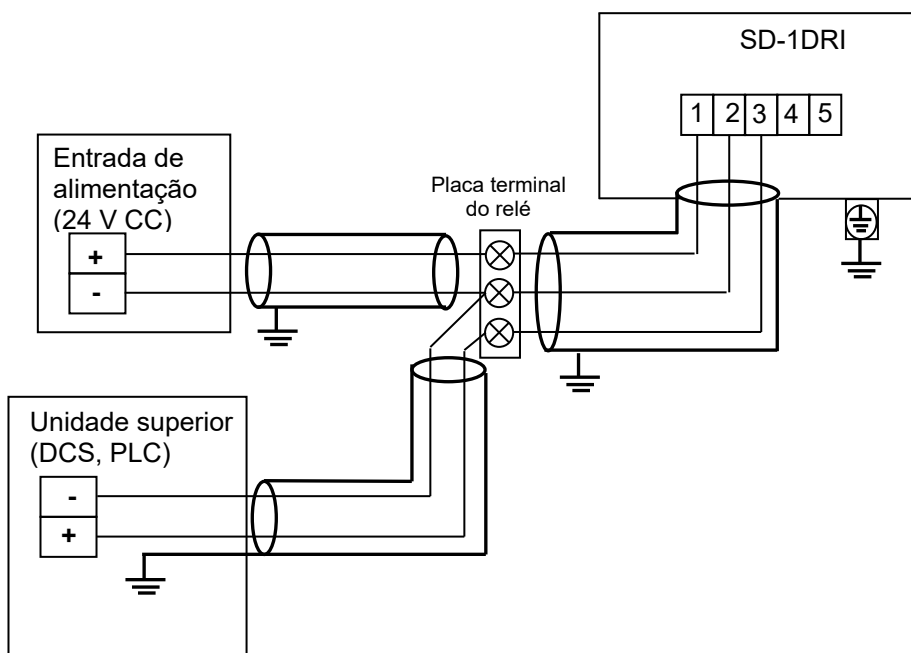 SD-1DRI
1 2 3 4 5
Entrada de
alimentação
(24 V CC)
+
-
Placa terminal
do relé
Unidade superior
(DCS, PLC)
-
+